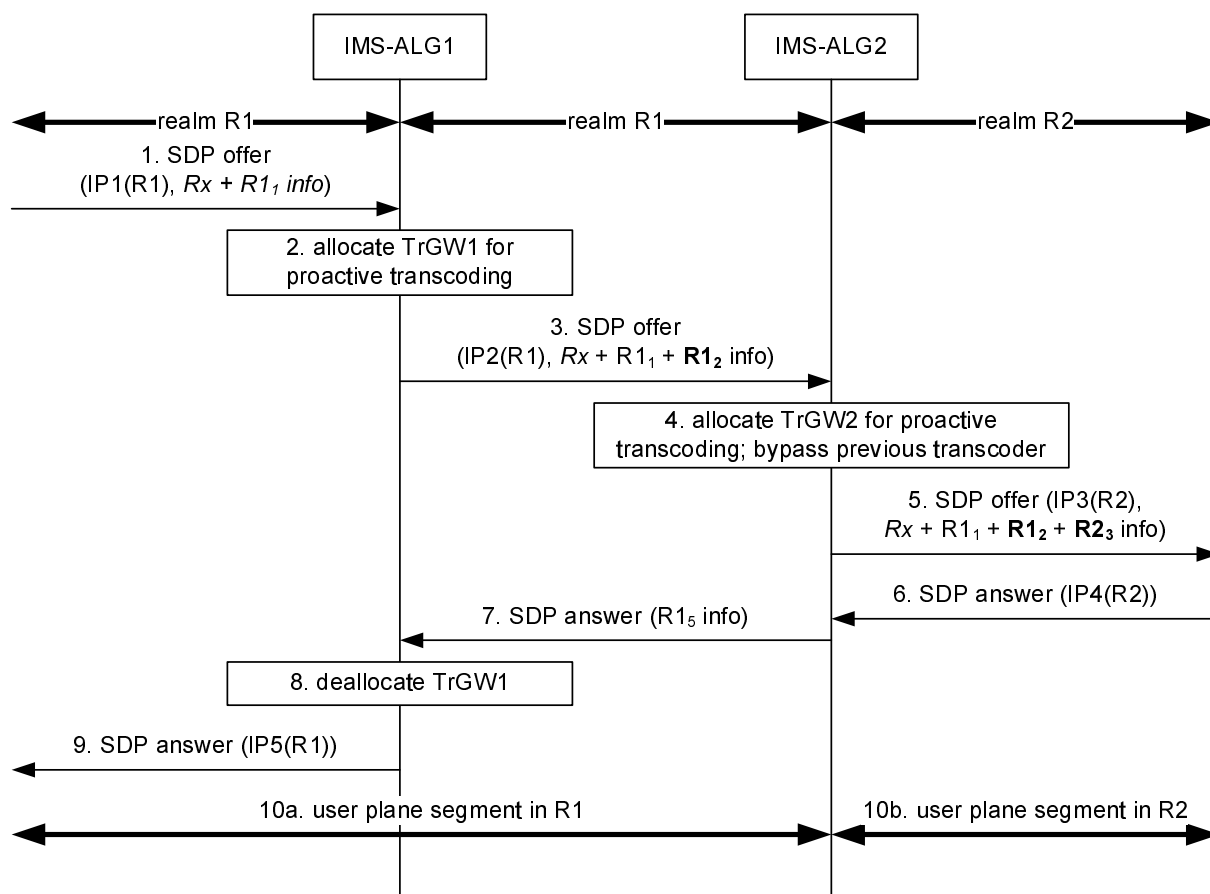 IMS-ALG1
IMS-ALG2
realm R1
realm R1
realm R2
1. SDP offer
(IP1(R1), Rx + R1₁ info)
2. allocate TrGW1 for
proactive transcoding
3. SDP offer
(IP2(R1), Rx + R1₁ + R1₂ info)
4. allocate TrGW2 for proactive
transcoding; bypass previous transcoder
5. SDP offer (IP3(R2),
Rx + R1₁ + R1₂ + R2₃ info)
6. SDP answer (IP4(R2))
7. SDP answer (R1₅ info)
8. deallocate TrGW1
9. SDP answer (IP5(R1))
10a. user plane segment in R1
10b. user plane segment in R2